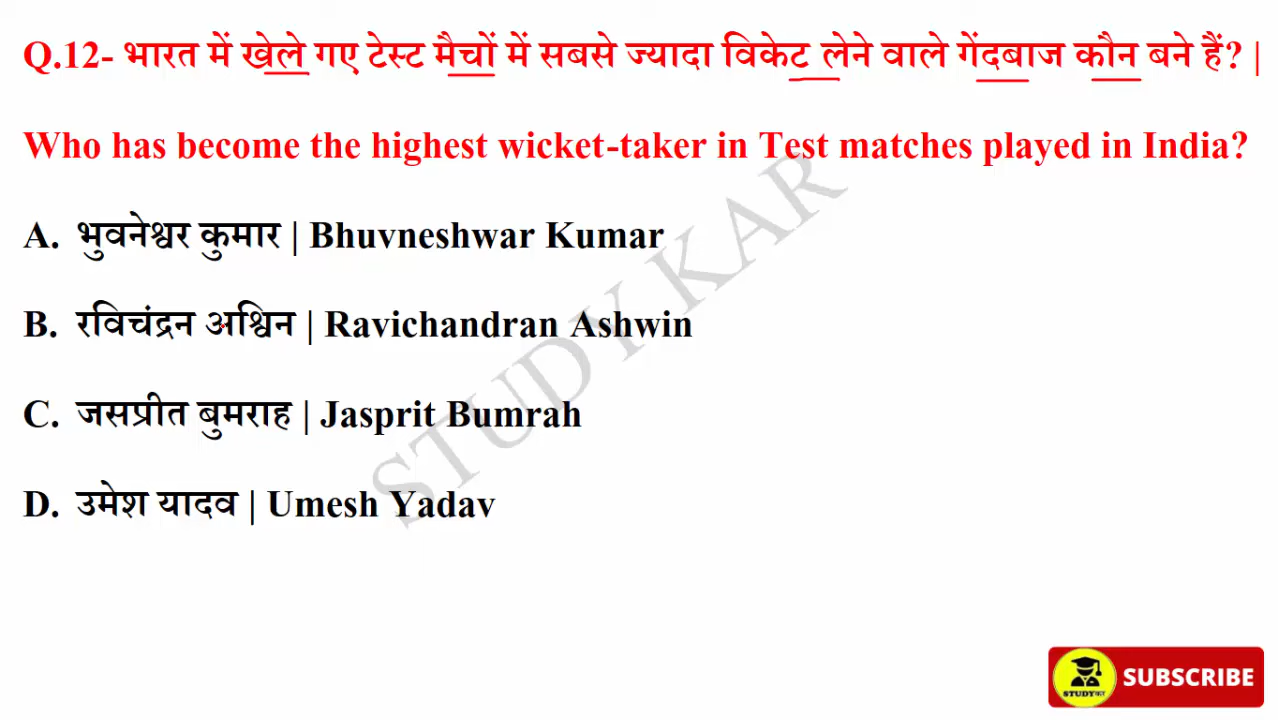 Q.12- भारत में खेले गए टेस्ट मैचों में सबसे ज्यादा विकेट लेने वाले गेंदबाज कौन बने हैं? |
Who has become the highest wicket-taker in Test matches played in India?
A. भुवनेश्वर कुमार | Bhuvneshwar Kumar
B. रविचंद्रन अश्विन | Ravichandran Ashwin
C. जसप्रीत बुमराह | Jasprit Bumrah
D. उमेश यादव | Umesh Yadav
STUDY KAR
STUDYकर
SUBSCRIBE